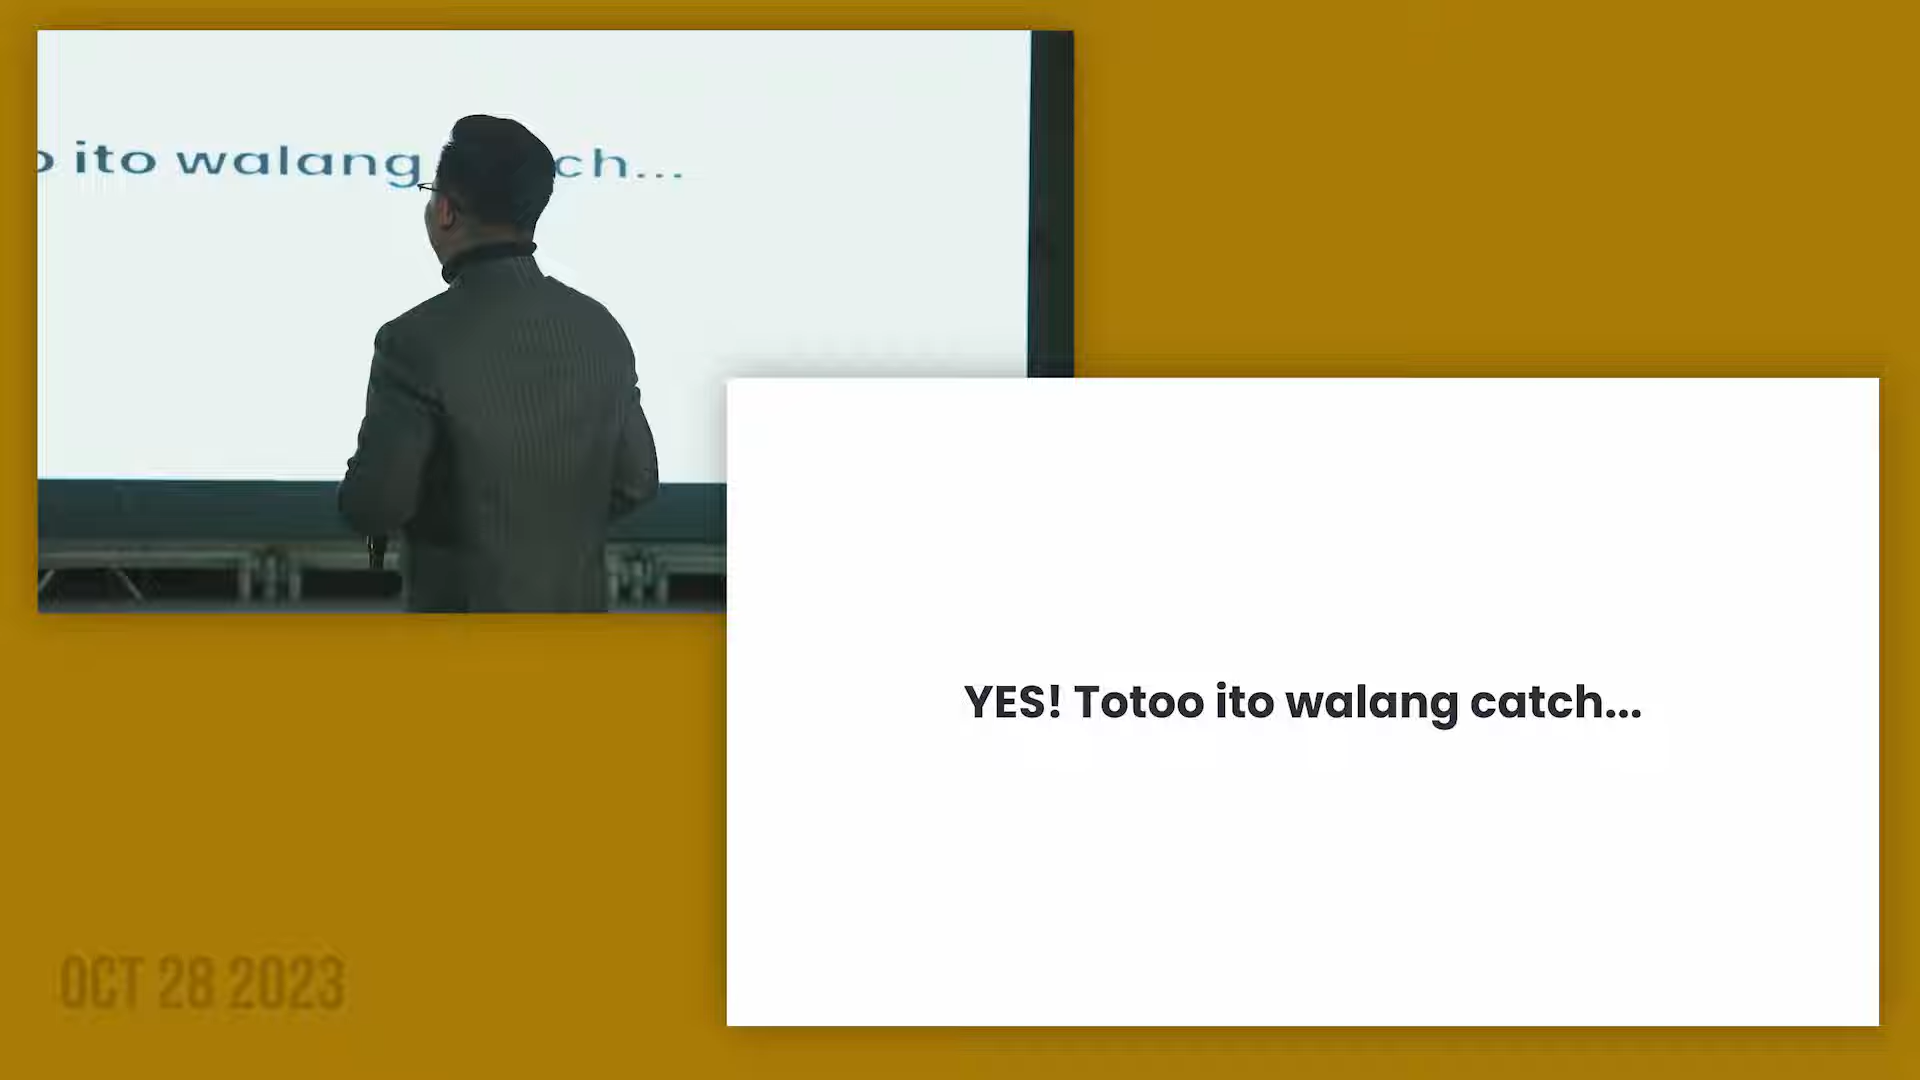 o ito walang ch...
YES! Totoo ito walang catch...
OCT 28 2023